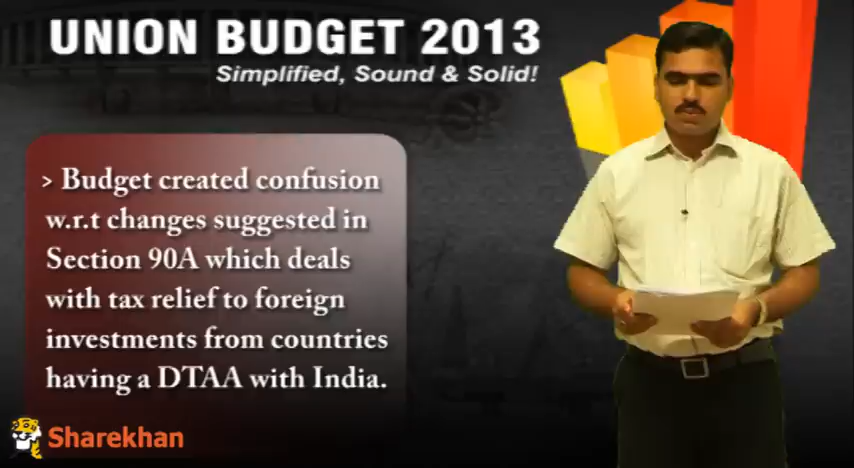 UNION BUDGET 2013
Simplified, Sound & Solid!
> Budget created confusion
w.r.t changes suggested in
Section 90A which deals
with tax relief to foreign
investments from countries
having a DTAA with India.
Sharekhan